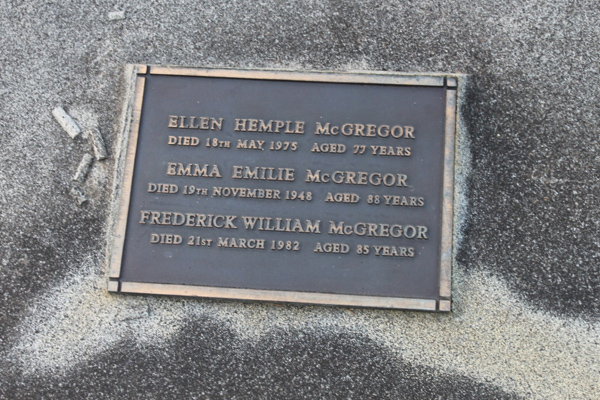 ELLEN HEMPLE McGREGOR
DIED 18TH MAY 1975 AGED 77 YEARS
EMMA EMILIE McGREGOR
DIED 19TH NOVEMBER 1948 AGED 88 YEARS
FREDERICK WILLIAM McGREGOR
DIED 21ST MARCH 1982 AGED 85 YEARS